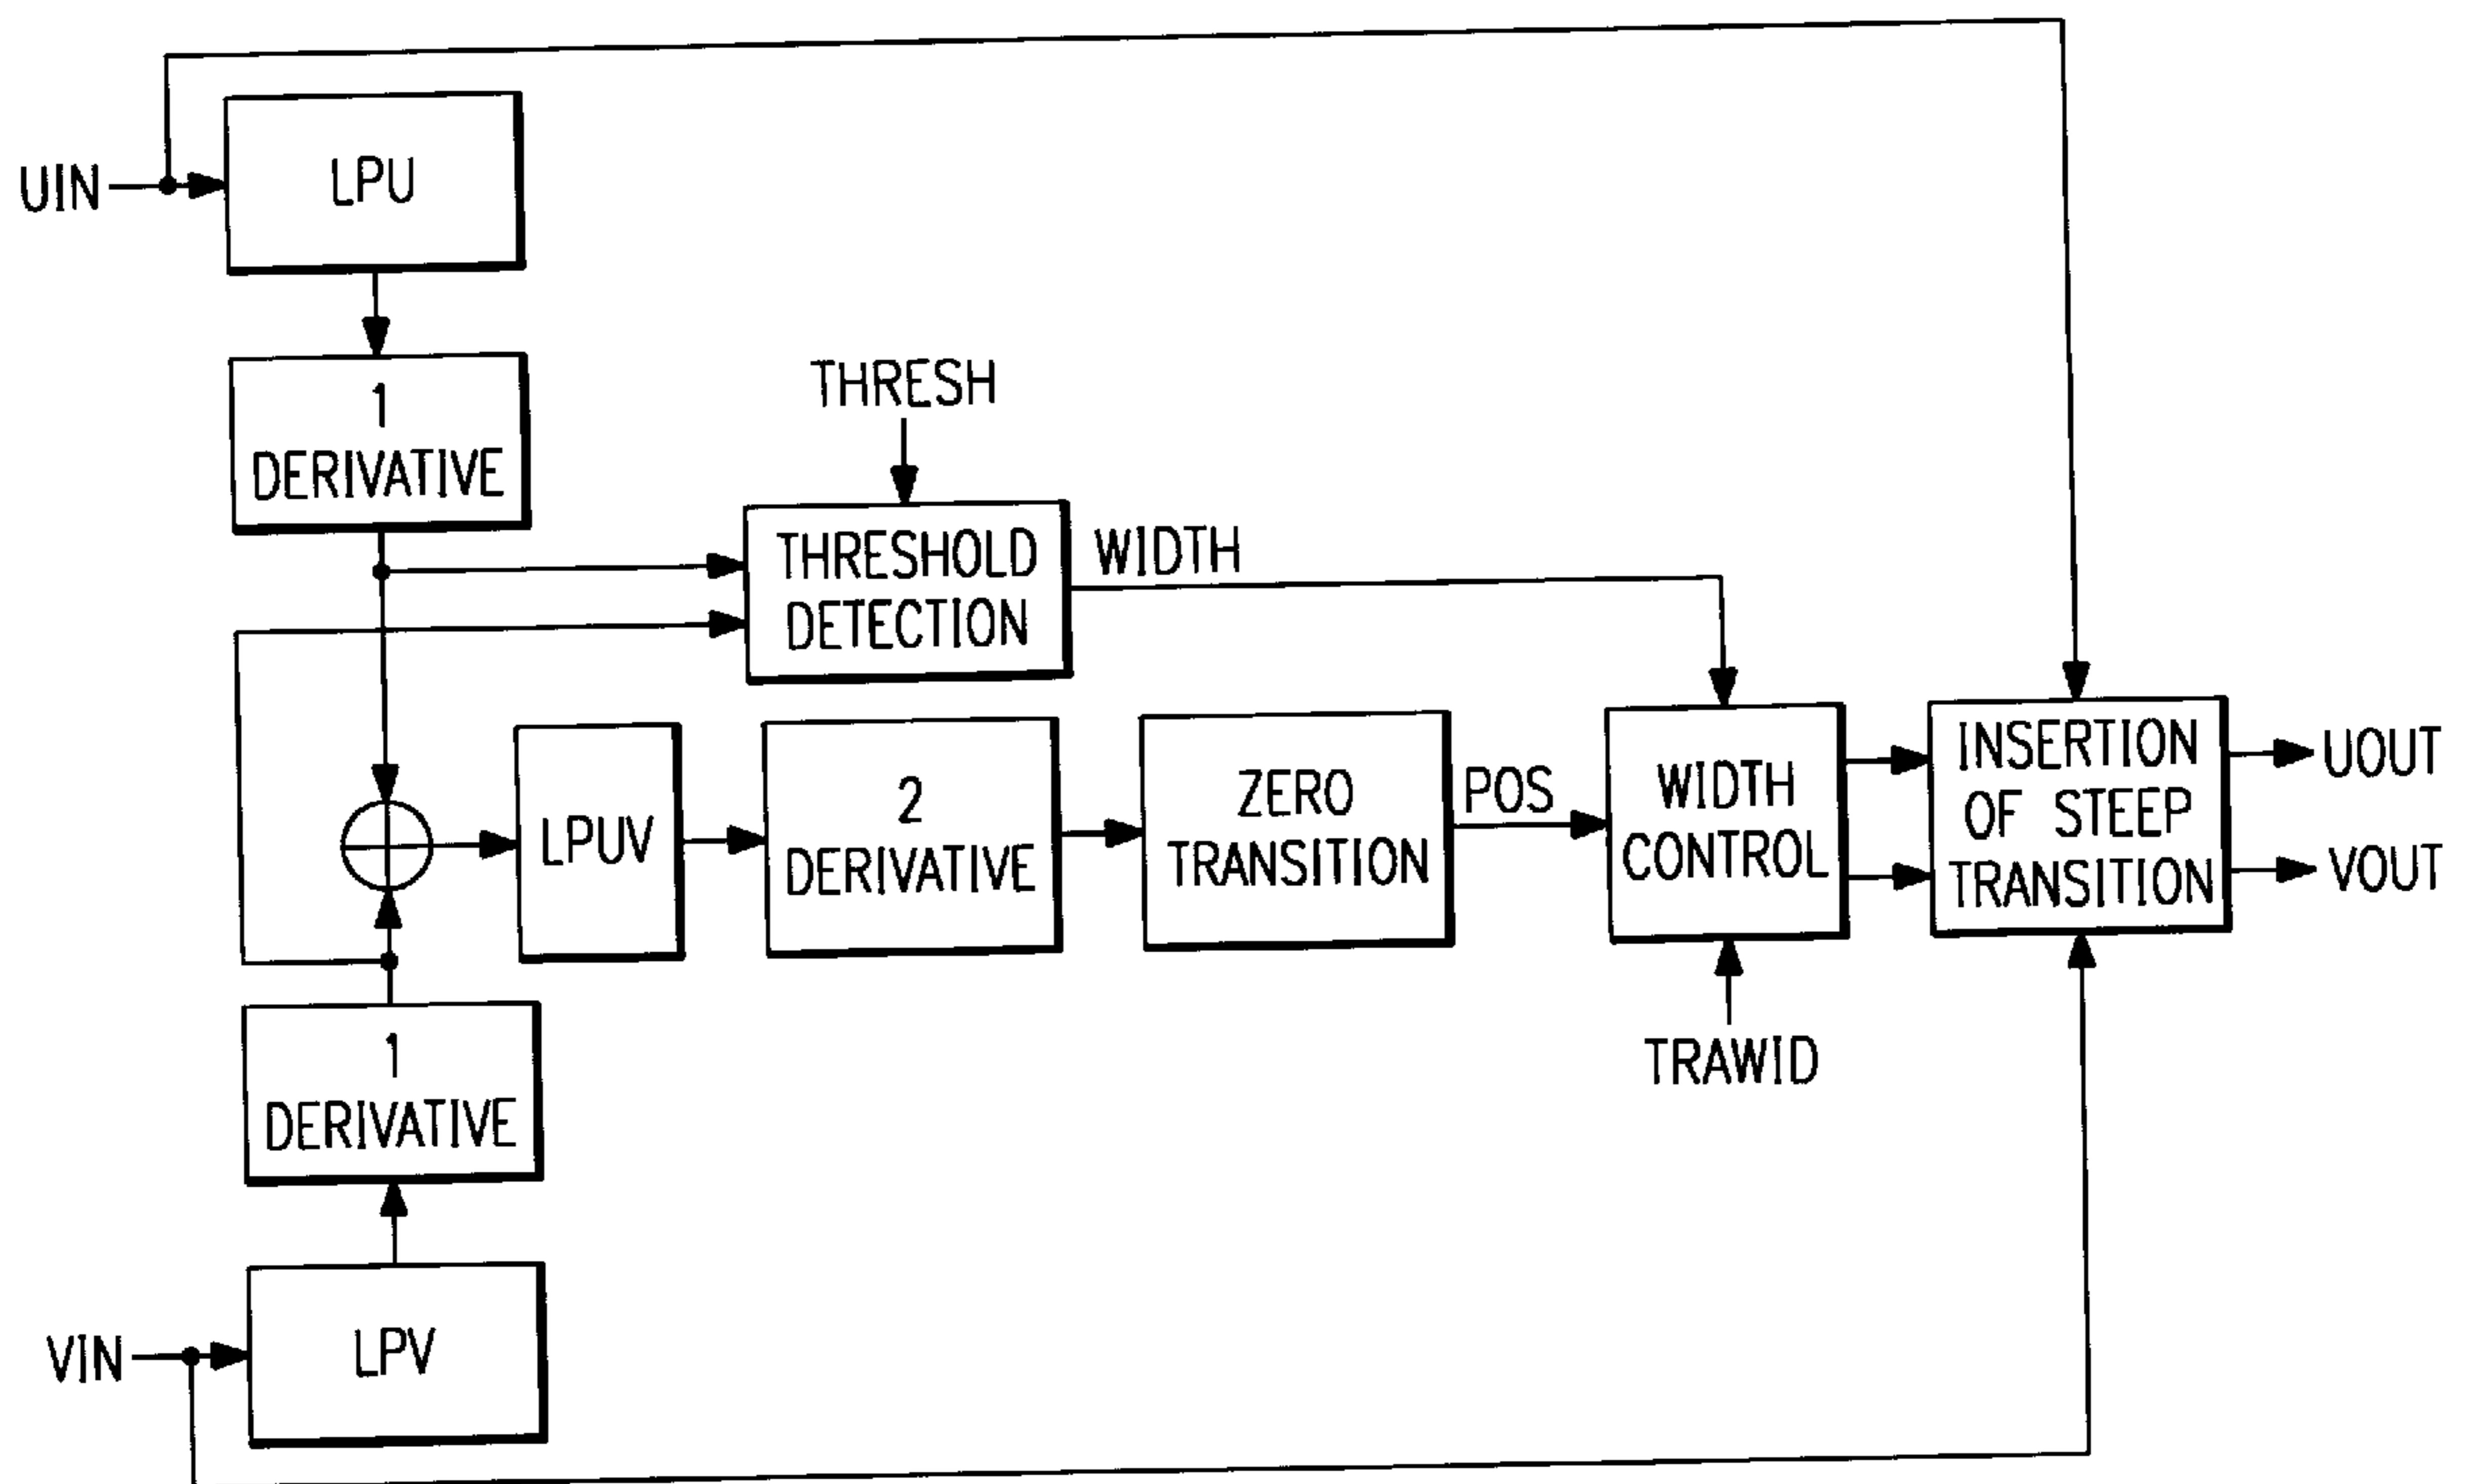 UIN
LPU
1
DERIVATIVE
THRESH
THRESHOLD
DETECTION
WIDTH
LPUV
2
DERIVATIVE
ZERO
TRANSITION
POS
WIDTH
CONTROL
INSERTION
OF STEEP
TRANSITION
UOUT
VOUT
TRAWID
1
DERIVATIVE
VIN
LPV